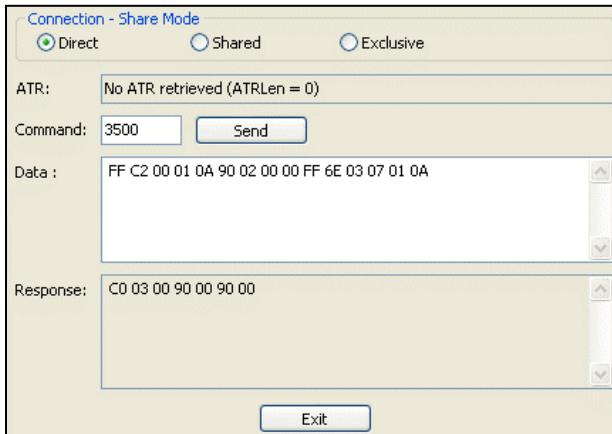 Connection - Share Mode
Direct Shared Exclusive
ATR: No ATR retrieved (ATRLen = 0)
Command: 3500 Send
Data : FF C2 00 01 0A 90 02 00 00 FF 6E 03 07 01 0A
Response: C0 03 00 90 00 90 00
Exit